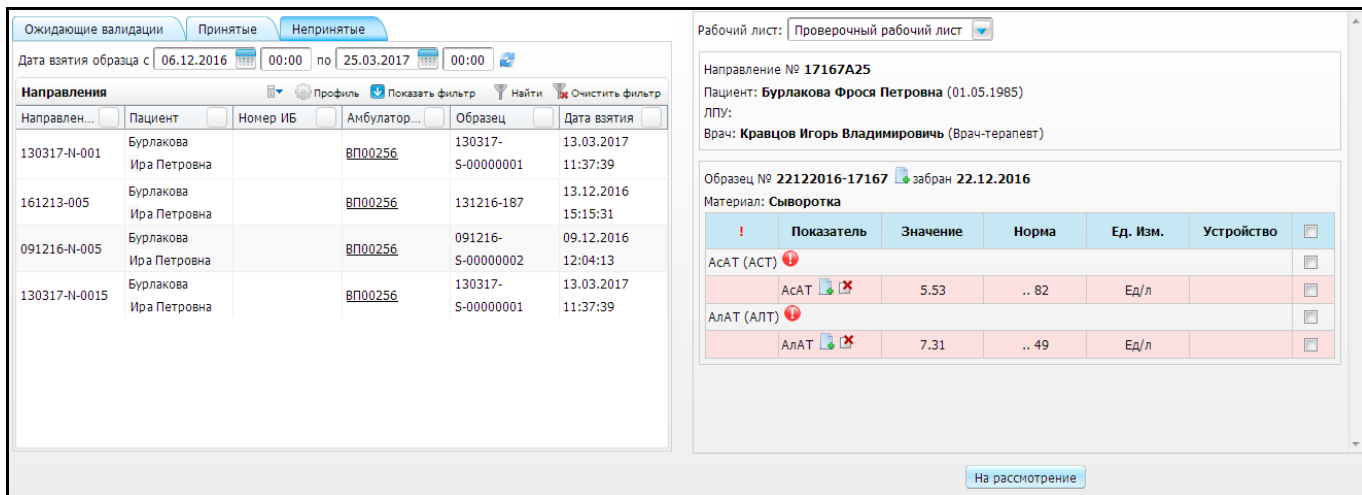 Ожидающие валидации Принятые Непринятые
Дата взятия образца с 06.12.2016 00:00 по 25.03.2017 00:00
Направления Профиль Показать фильтр Найти Очистить фильтр
Направлен... Пациент Номер ИБ Амбулатор... Образец Дата взятия
130317-N-001 Бурлакова Ира Петровна ВП00256 130317-S-00000001 13.03.2017 11:37:39
161213-005 Бурлакова Ира Петровна ВП00256 131216-187 13.12.2016 15:15:31
091216-N-005 Бурлакова Ира Петровна ВП00256 091216-S-00000002 09.12.2016 12:04:13
130317-N-0015 Бурлакова Ира Петровна ВП00256 130317-S-00000001 13.03.2017 11:37:39
Рабочий лист: Проверочный рабочий лист
Направление № 17167A25
Пациент: Бурлакова Фрося Петровна (01.05.1985)
ЛПУ:
Врач: Кравцов Игорь Владимировичь (Врач-терапевт)
Образец № 22122016-17167 забран 22.12.2016
Материал: Сыворотка
! Показатель Значение Норма Ед. Изм. Устройство
АсАТ (АСТ)
АсАТ 5.53 .. 82 Ед/л
АлАТ (АЛТ)
АлАТ 7.31 .. 49 Ед/л
На рассмотрение